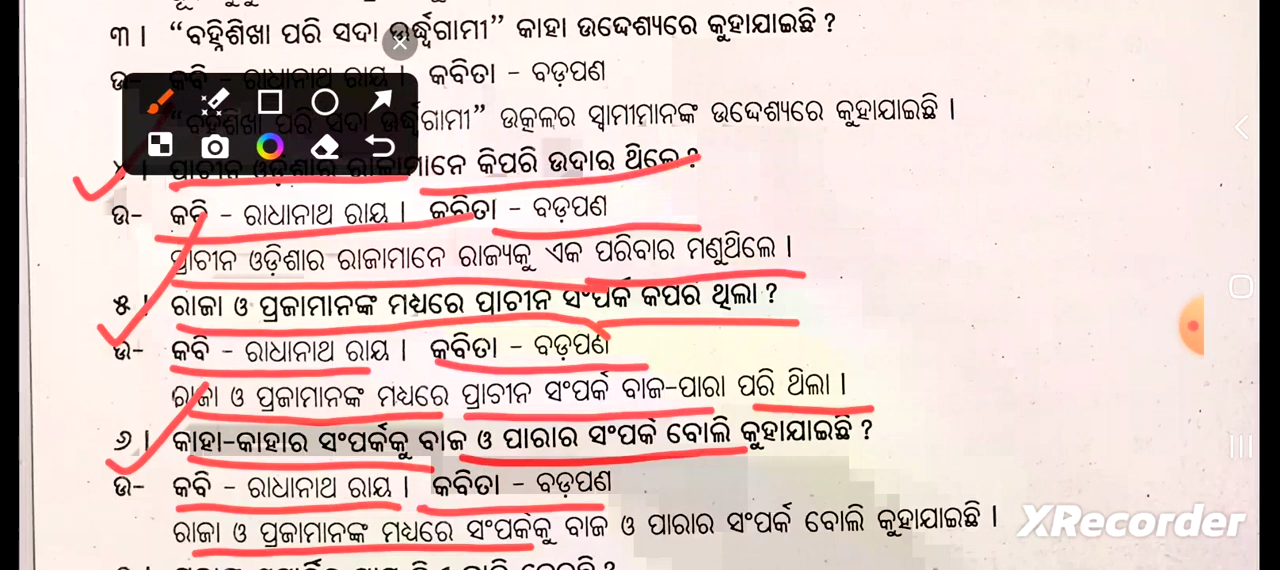 ୩ । “ବହ୍ନିଶିଖା ପରି ସଦା ଊର୍ଦ୍ଧ୍ୱଗାମୀ” କାହା ଉଦ୍ଦେଶ୍ୟରେ କୁହାଯାଇଛି ?
ଉ- କବି – ରାଧାନାଥ ରାୟ । କବିତା – ବଡ଼ପଣ
“ବହ୍ନିଶିଖା ପରି ସଦା ଊର୍ଦ୍ଧ୍ୱଗାମୀ” ଉତ୍କଳର ସ୍ୱାମୀମାନଙ୍କ ଉଦ୍ଦେଶ୍ୟରେ କୁହାଯାଇଛି ।
୪ । ପ୍ରାଚୀନ ଓଡ଼ିଶାର ରାଜାମାନେ କିପରି ଉଦାର ଥିଲେ ?
ଉ- କବି – ରାଧାନାଥ ରାୟ । କବିତା – ବଡ଼ପଣ
ପ୍ରାଚୀନ ଓଡ଼ିଶାର ରାଜାମାନେ ରାଜ୍ୟକୁ ଏକ ପରିବାର ମଣୁଥିଲେ ।
୫ । ରାଜା ଓ ପ୍ରଜାମାନଙ୍କ ମଧ୍ୟରେ ପ୍ରାଚୀନ ସଂପର୍କ କିପରି ଥିଲା ?
ଉ- କବି – ରାଧାନାଥ ରାୟ । କବିତା – ବଡ଼ପଣ
ରାଜା ଓ ପ୍ରଜାମାନଙ୍କ ମଧ୍ୟରେ ପ୍ରାଚୀନ ସଂପର୍କ ବାଜ-ପାରା ପରି ଥିଲା ।
୬ । କାହା-କାହାର ସଂପର୍କକୁ ବାଜ ଓ ପାରାର ସଂପର୍କ ବୋଲି କୁହାଯାଇଛି ?
ଉ- କବି – ରାଧାନାଥ ରାୟ । କବିତା – ବଡ଼ପଣ
ରାଜା ଓ ପ୍ରଜାମାନଙ୍କ ମଧ୍ୟରେ ସଂପର୍କକୁ ବାଜ ଓ ପାରାର ସଂପର୍କ ବୋଲି କୁହାଯାଇଛି ।
XRecorder